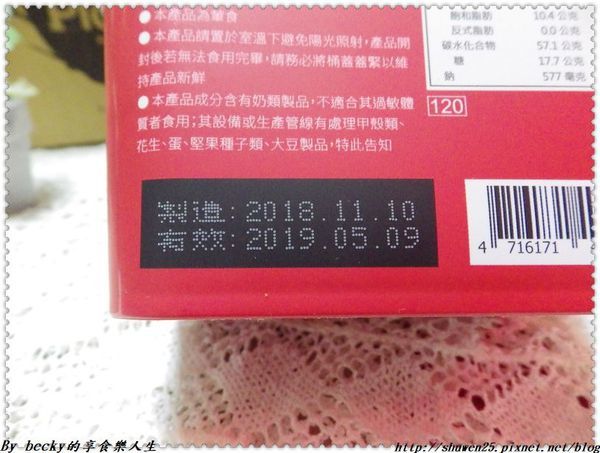 ●本產品為葷食
●本產品請置於室溫下避免陽光照射,產品開
封後若無法食用完畢,請務必將桶蓋蓋緊以維
持產品新鮮
●本產品成分含有奶類製品,不適合其過敏體
質者食用;其設備或生產管線有處理甲殼類、
花生、蛋、堅果種子類、大豆製品,特此告知
飽和脂肪 10.4 公克
反式脂肪 0.0 公克
碳水化合物 57.1 公克
糖 17.7 公克
鈉 577 毫克
120
製造:2018.11.10
有效:2019.05.09
4 716171
By becky的享食樂人生
http://shuwen25.pixnet.net/blog